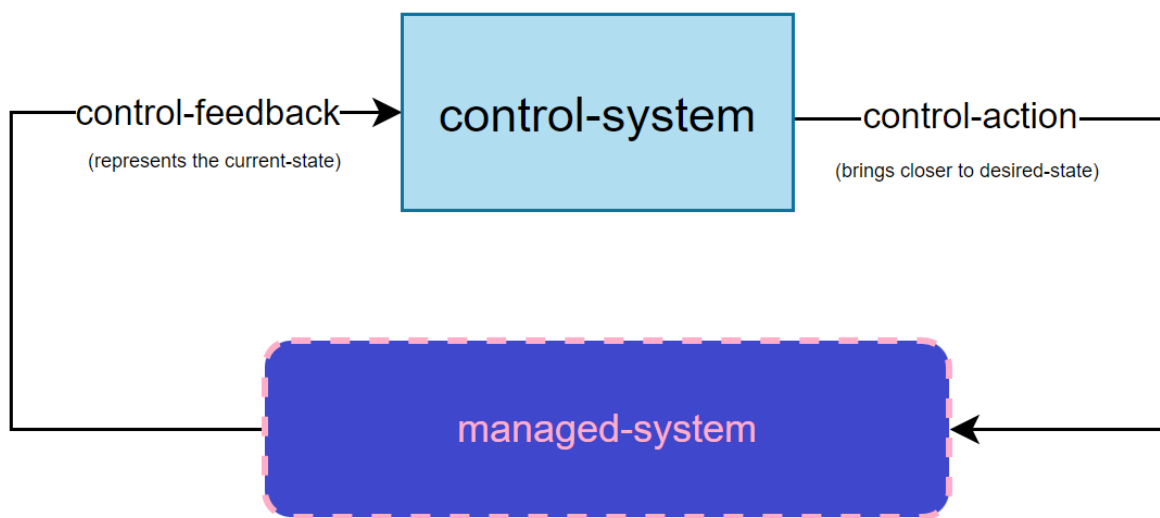 control-feedback
(represents the current-state)
control-system
control-action
(brings closer to desired-state)
managed-system